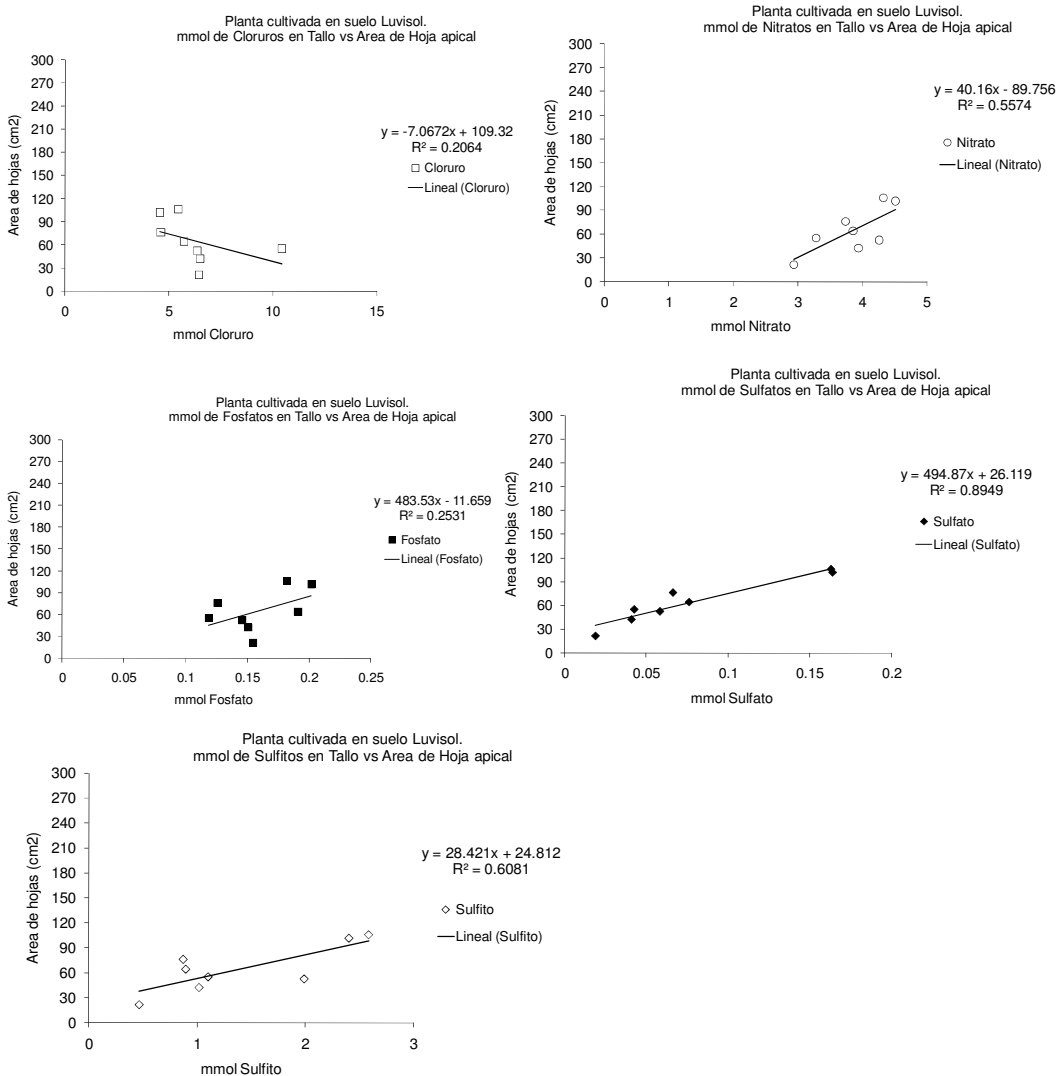 Planta cultivada en suelo Luvisol.
mmol de Cloruros en Tallo vs Area de Hoja apical
300
270
240
210
180
150
120
90
60
30
0
Area de hojas (cm2)
0
5
10
15
mmol Cloruro
y = -7.0672x + 109.32
R² = 0.2064
Cloruro
Lineal (Cloruro)
Planta cultivada en suelo Luvisol.
mmol de Nitratos en Tallo vs Area de Hoja apical
300
270
240
210
180
150
120
90
60
30
0
Area de hojas (cm2)
0
1
2
3
4
5
mmol Nitrato
y = 40.16x - 89.756
R² = 0.5574
Nitrato
Lineal (Nitrato)
Planta cultivada en suelo Luvisol.
mmol de Fosfatos en Tallo vs Area de Hoja apical
300
270
240
210
180
150
120
90
60
30
0
Area de hojas (cm2)
0
0.05
0.1
0.15
0.2
0.25
mmol Fosfato
y = 483.53x - 11.659
R² = 0.2531
Fosfato
Lineal (Fosfato)
Planta cultivada en suelo Luvisol.
mmol de Sulfatos en Tallo vs Area de Hoja apical
300
270
240
210
180
150
120
90
60
30
0
Area de hojas (cm2)
0
0.05
0.1
0.15
0.2
mmol Sulfato
y = 494.87x + 26.119
R² = 0.8949
Sulfato
Lineal (Sulfato)
Planta cultivada en suelo Luvisol.
mmol de Sulfitos en Tallo vs Area de Hoja apical
300
270
240
210
180
150
120
90
60
30
0
Area de hojas (cm2)
0
1
2
3
mmol Sulfito
y = 28.421x + 24.812
R² = 0.6081
Sulfito
Lineal (Sulfito)